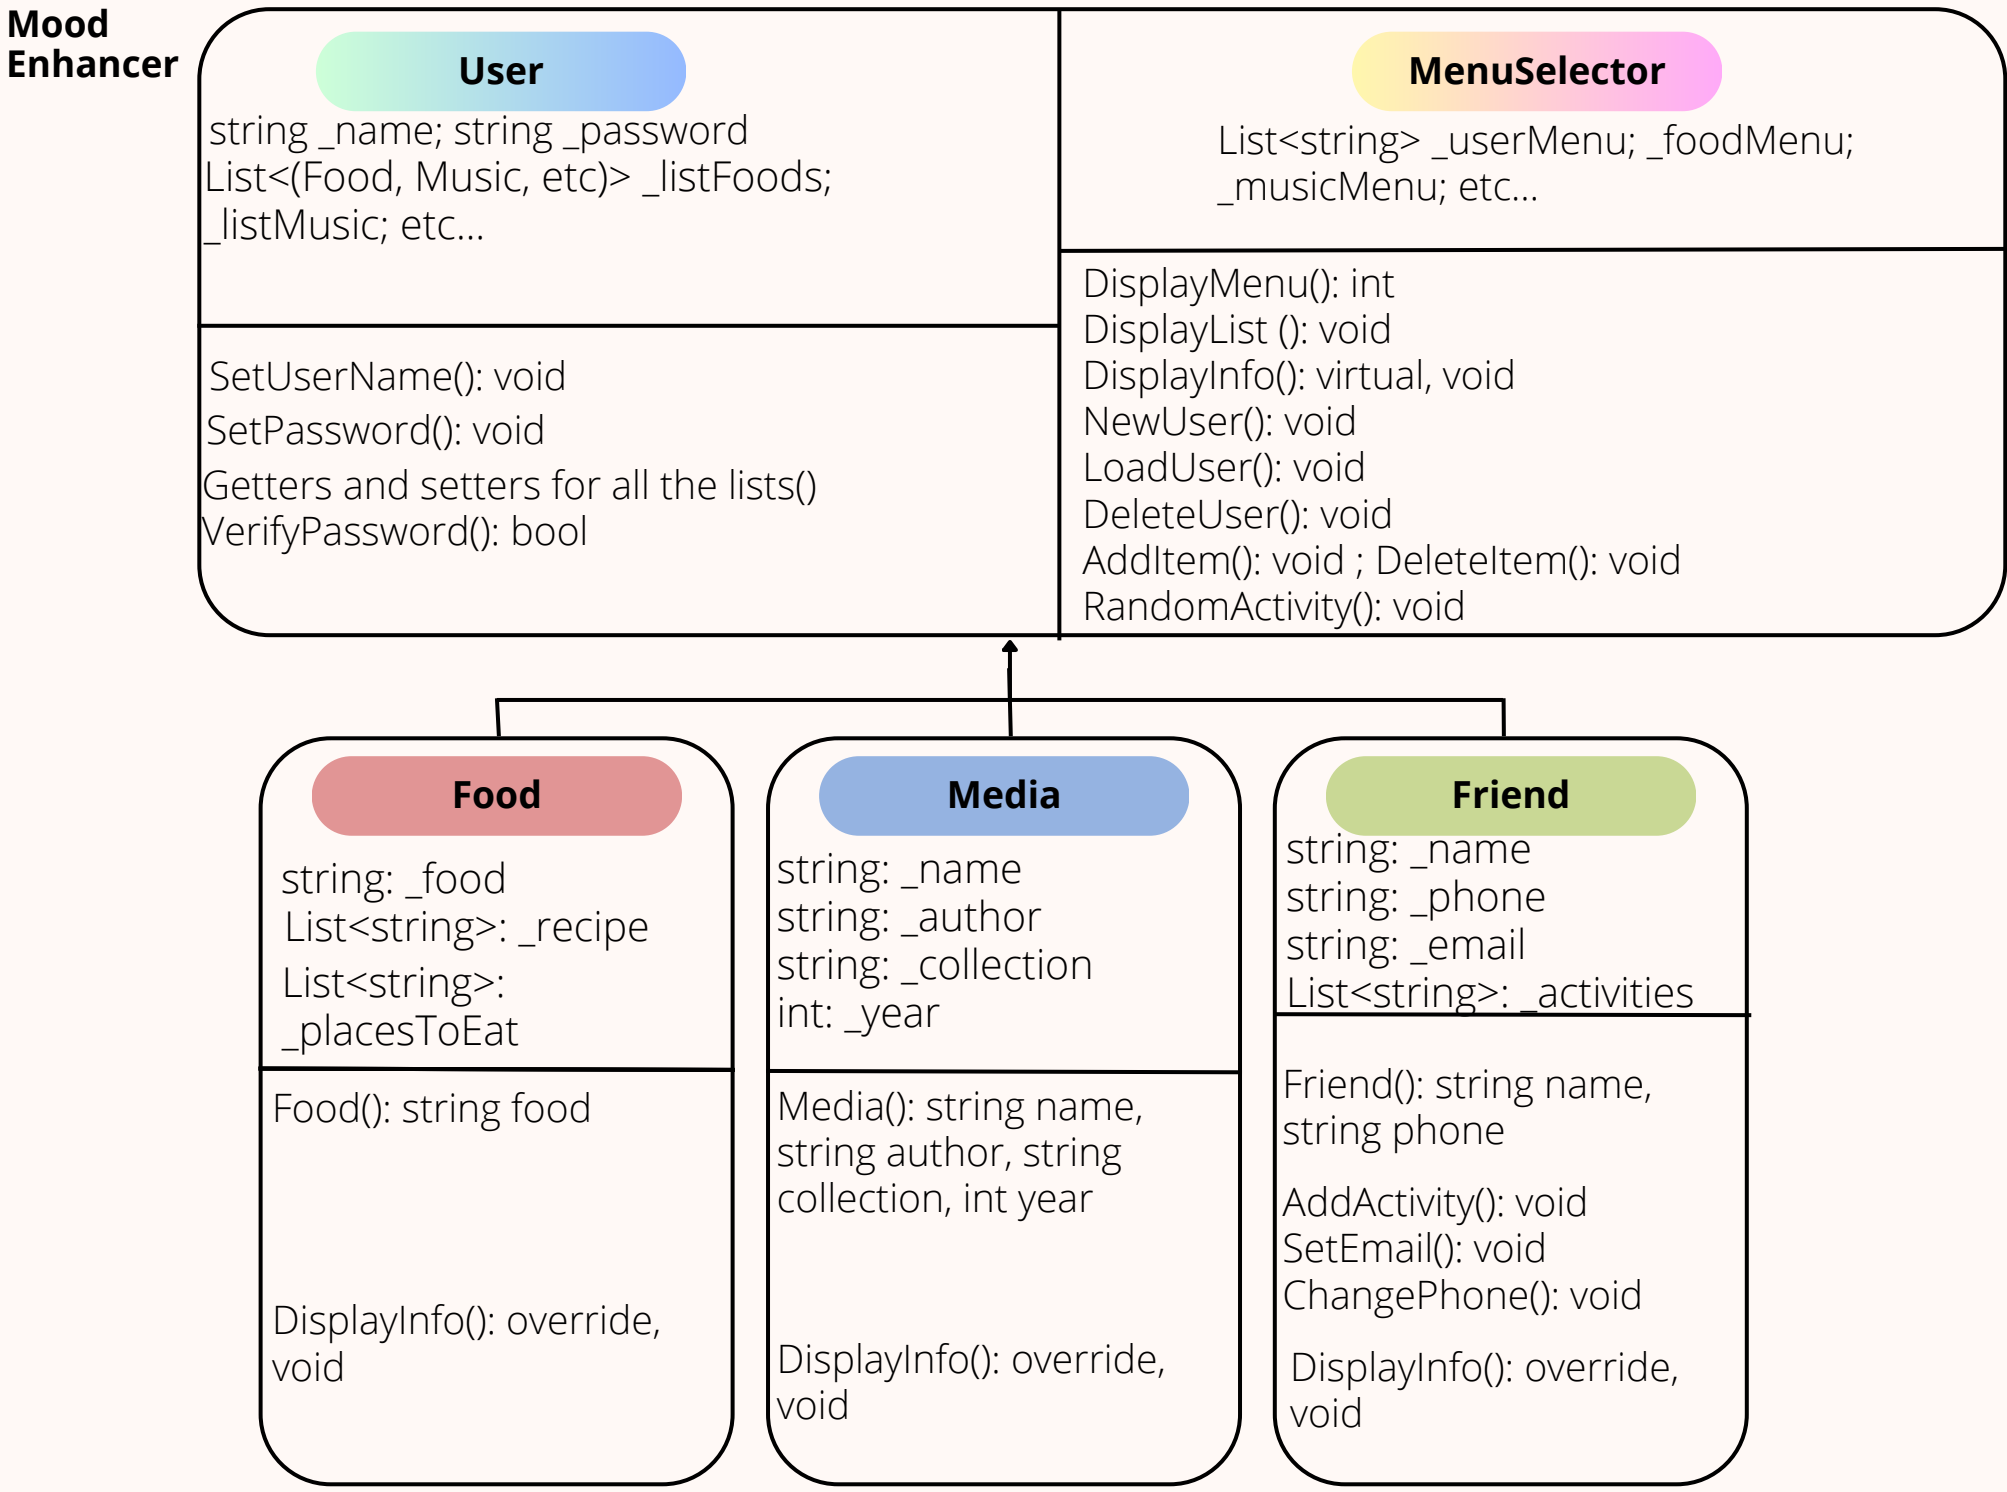 Mood
Enhancer
User
string _name; string _password
List<(Food, Music, etc)> _listFoods;
_listMusic; etc...
SetUserName(): void
SetPassword(): void
Getters and setters for all the lists()
VerifyPassword(): bool
MenuSelector
List<string> _userMenu; _foodMenu;
_musicMenu; etc...
DisplayMenu(): int
DisplayList (): void
DisplayInfo(): virtual, void
NewUser(): void
LoadUser(): void
DeleteUser(): void
AddItem(): void ; DeleteItem(): void
RandomActivity(): void
Food
string: _food
List<string>: _recipe
List<string>:
_placesToEat
Food(): string food
DisplayInfo(): override,
void
Media
string: _name
string: _author
string: _collection
int: _year
Media(): string name,
string author, string
collection, int year
DisplayInfo(): override,
void
Friend
string: _name
string: _phone
string: _email
List<string>: _activities
Friend(): string name,
string phone
AddActivity(): void
SetEmail(): void
ChangePhone(): void
DisplayInfo(): override,
void